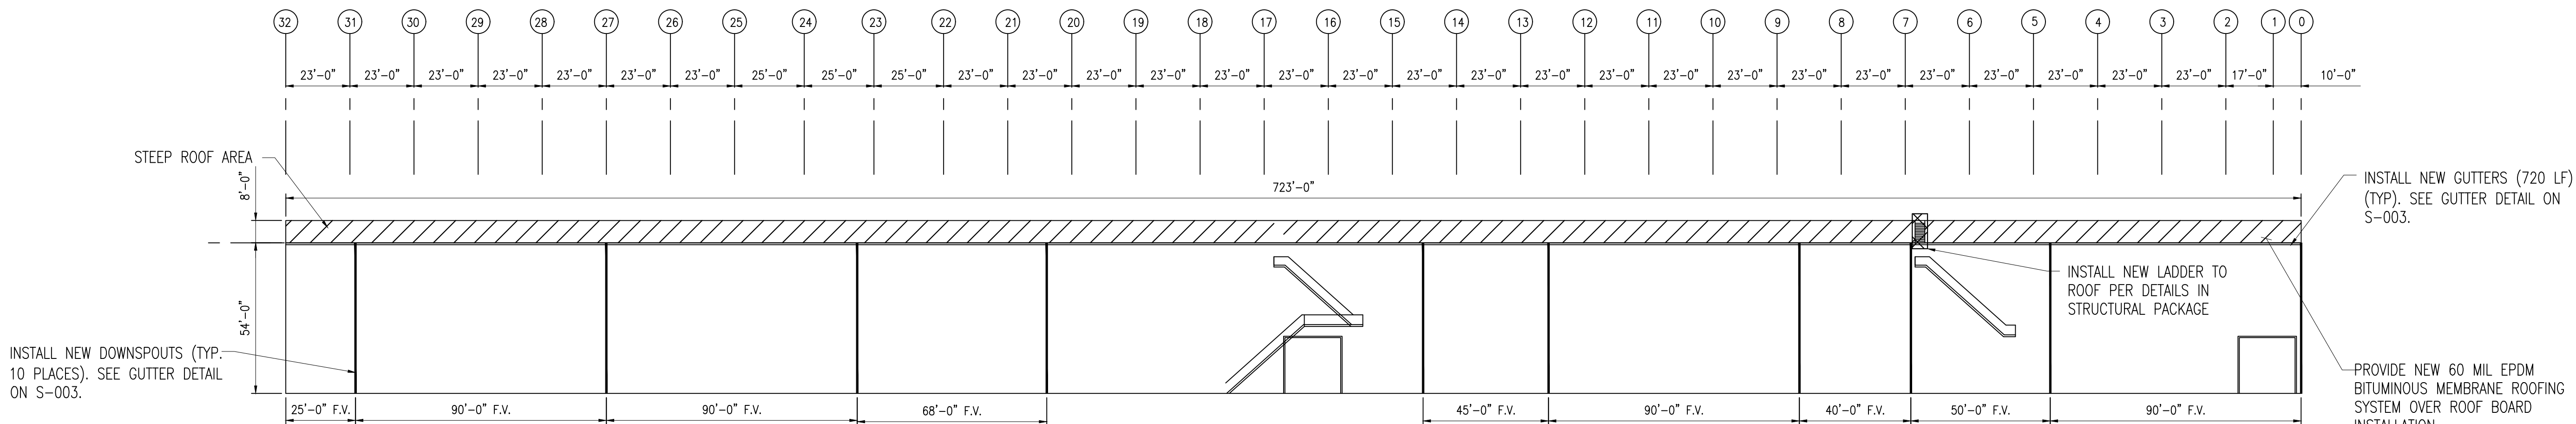 32 31 30 29 28 27 26 25 24 23 22 21 20 19 18 17 16 15 14 13 12 11 10 9 8 7 6 5 4 3 2 1 0
23'-0" 23'-0" 23'-0" 23'-0" 23'-0" 23'-0" 23'-0" 25'-0" 25'-0" 25'-0" 23'-0" 23'-0" 23'-0" 23'-0" 23'-0" 23'-0" 23'-0" 23'-0" 23'-0" 23'-0" 23'-0" 23'-0" 23'-0" 23'-0" 23'-0" 23'-0" 23'-0" 23'-0" 23'-0" 23'-0" 17'-0" 10'-0"
STEEP ROOF AREA
8'-0"
723'-0"
INSTALL NEW GUTTERS (720 LF)
(TYP). SEE GUTTER DETAIL ON
S-003.
INSTALL NEW LADDER TO
ROOF PER DETAILS IN
STRUCTURAL PACKAGE
54'-0"
INSTALL NEW DOWNSPOUTS (TYP.
10 PLACES). SEE GUTTER DETAIL
ON S-003.
PROVIDE NEW 60 MIL EPDM
BITUMINOUS MEMBRANE ROOFING
SYSTEM OVER ROOF BOARD
INSTALLATION
25'-0" F.V. 90'-0" F.V. 90'-0" F.V. 68'-0" F.V. 45'-0" F.V. 90'-0" F.V. 40'-0" F.V. 50'-0" F.V. 90'-0" F.V.